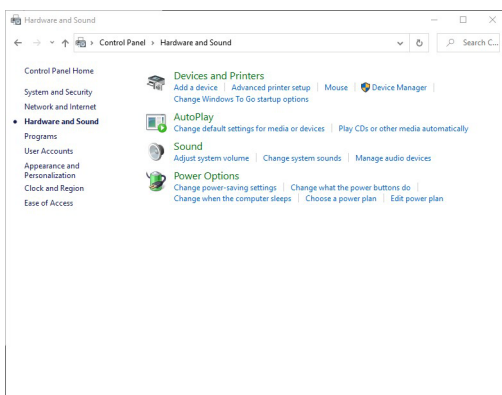 Hardware and Sound
Control Panel › Hardware and Sound
Search C...
Control Panel Home
System and Security
Network and Internet
Hardware and Sound
Programs
User Accounts
Appearance and
Personalization
Clock and Region
Ease of Access
Devices and Printers
Add a device | Advanced printer setup | Mouse | Device Manager |
Change Windows To Go startup options
AutoPlay
Change default settings for media or devices | Play CDs or other media automatically
Sound
Adjust system volume | Change system sounds | Manage audio devices
Power Options
Change power-saving settings | Change what the power buttons do |
Change when the computer sleeps | Choose a power plan | Edit power plan